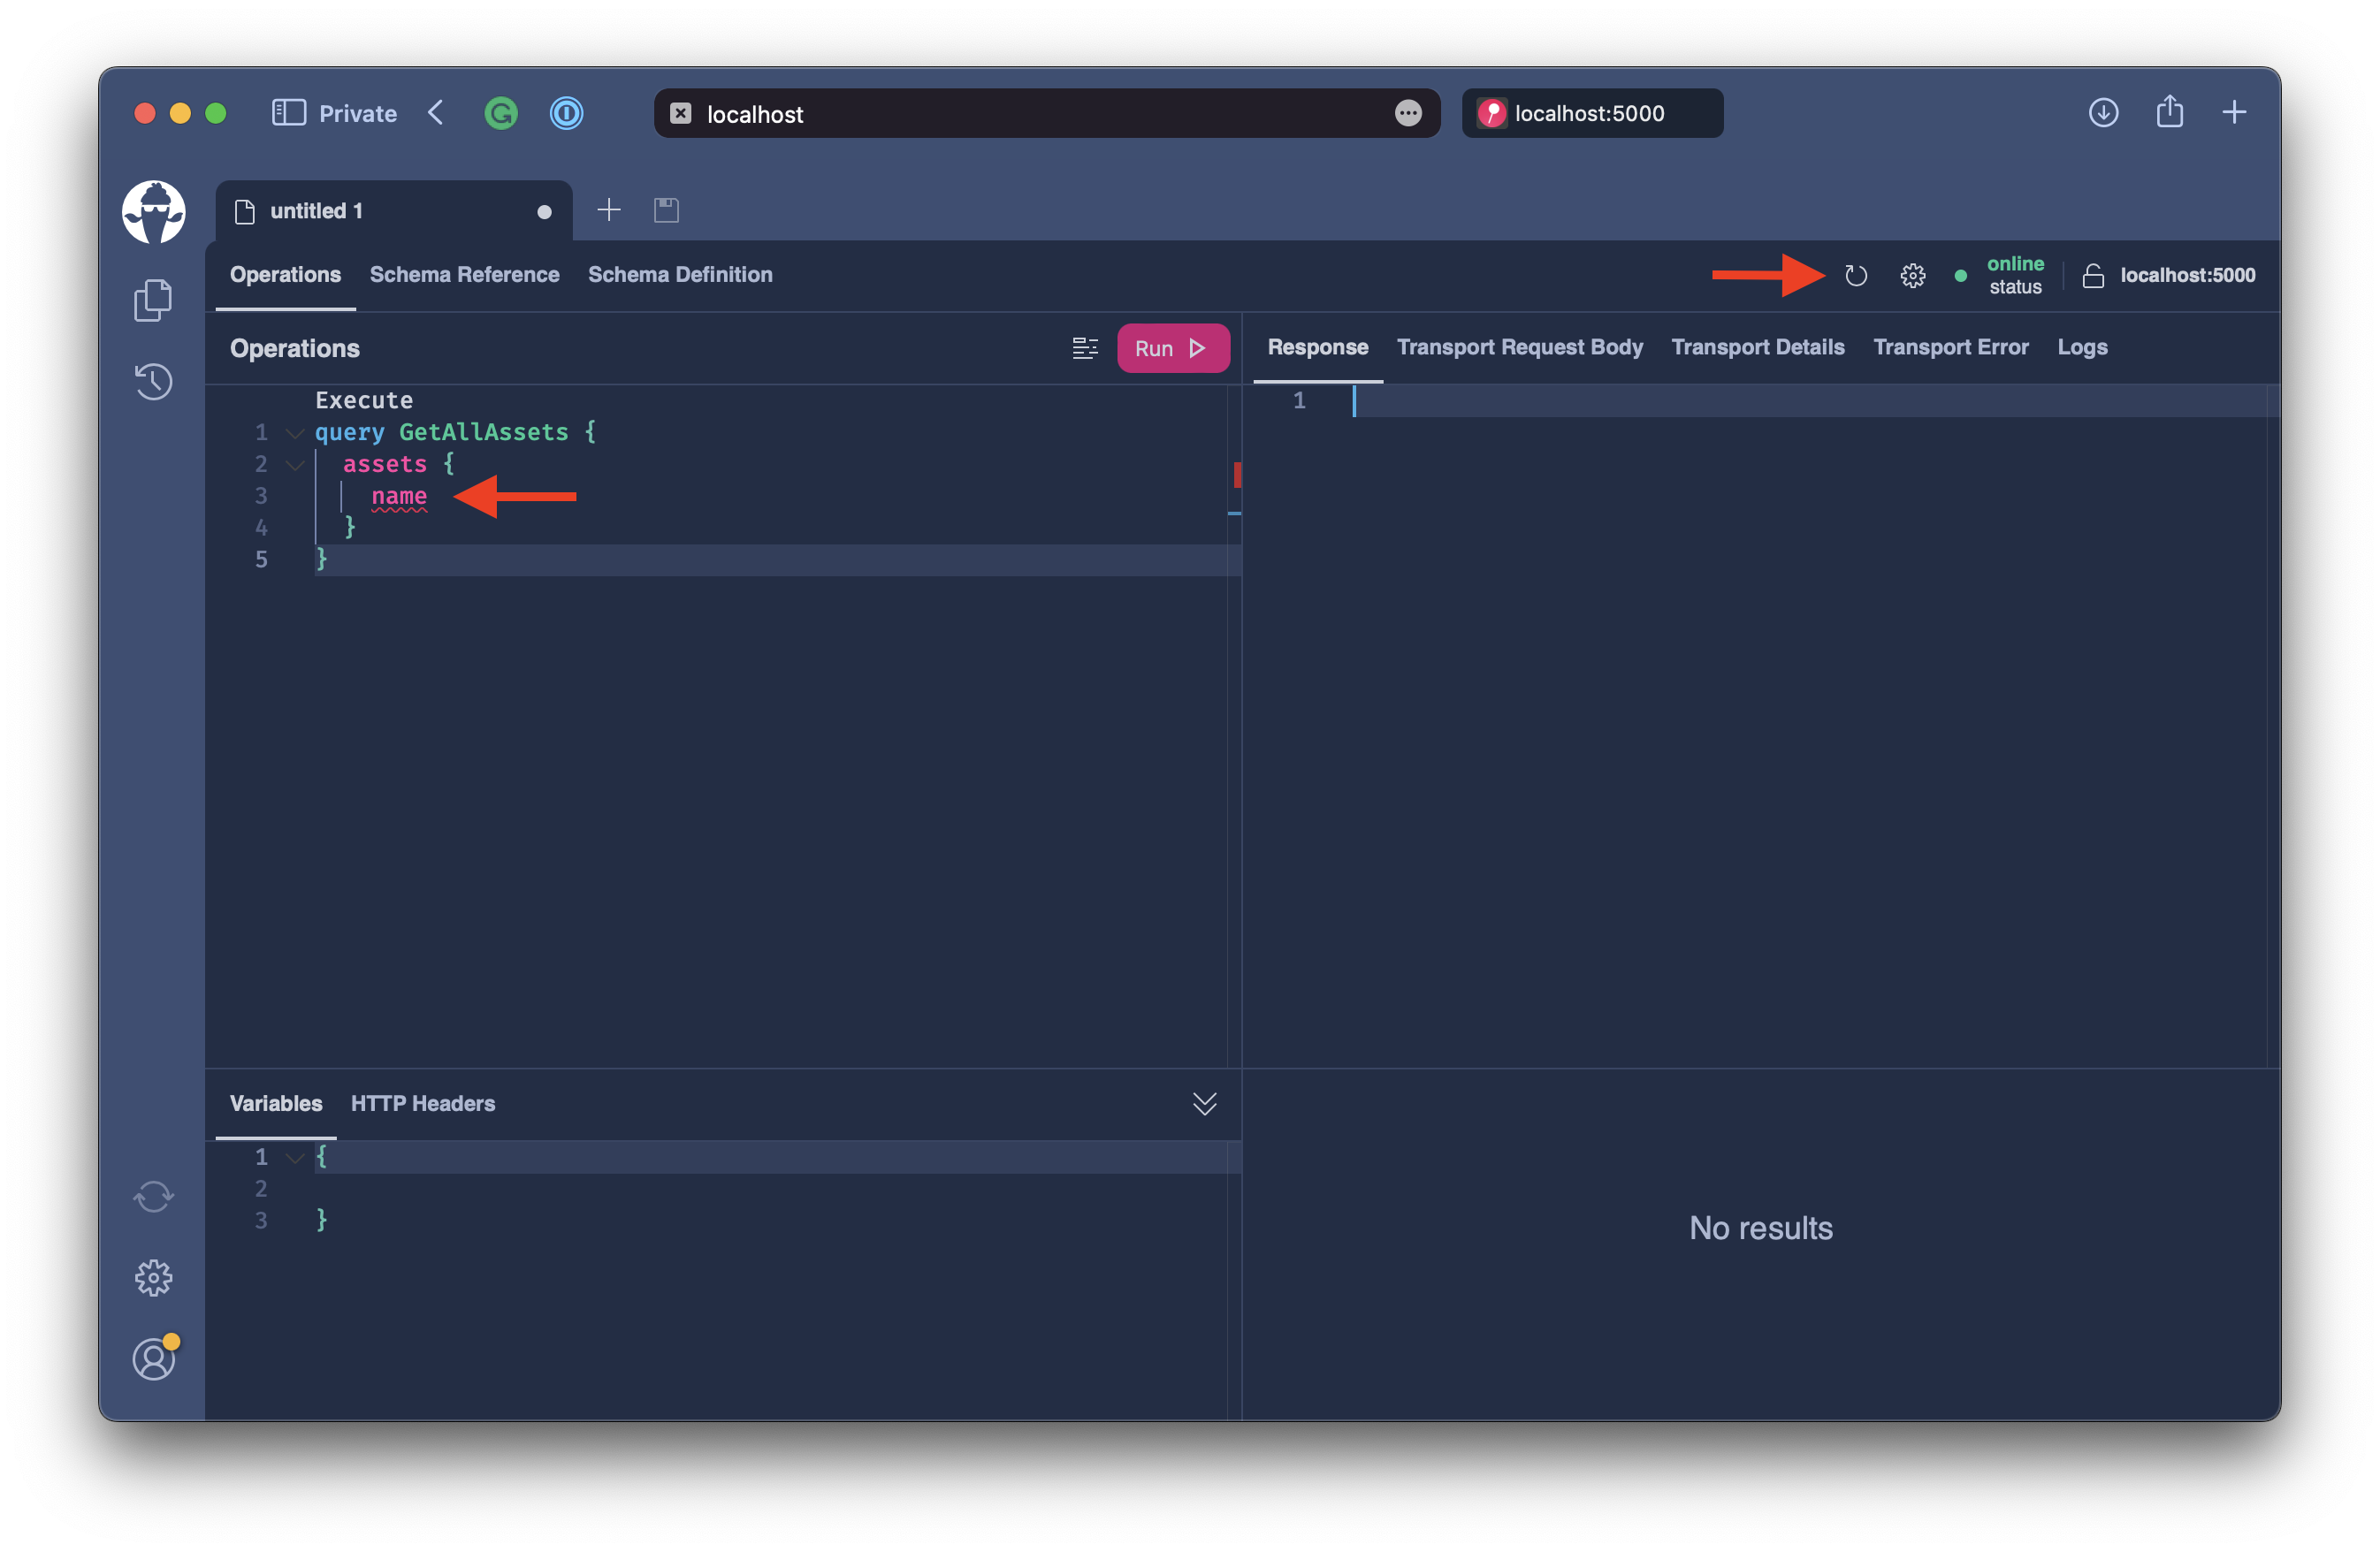 Private
localhost
localhost:5000
untitled 1
Operations Schema Reference Schema Definition
online
status
localhost:5000
Operations
Run
Response Transport Request Body Transport Details Transport Error Logs
Execute
1 query GetAllAssets {
2 assets {
3 name
4 }
5 }
1
Variables HTTP Headers
1 {
2
3 }
No results